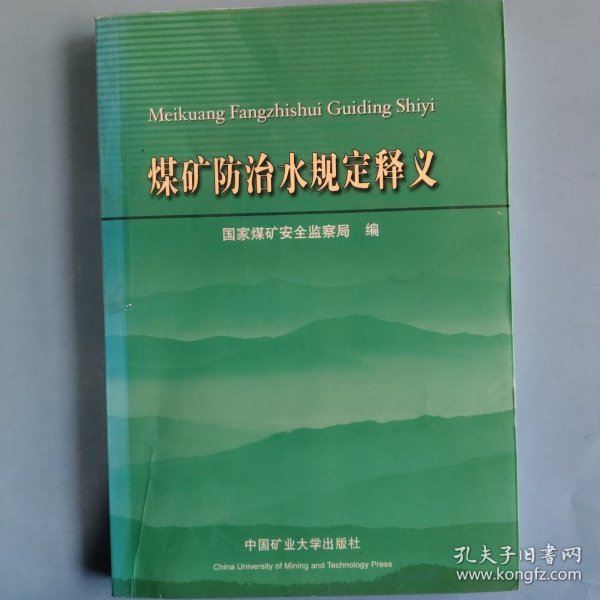 Meikuang Fangzhishui Guiding Shiyi
煤矿防治水规定释义
国家煤矿安全监察局 编
中国矿业大学出版社
China University of Mining and Technology Press
孔夫子旧书网
www.kongfz.com